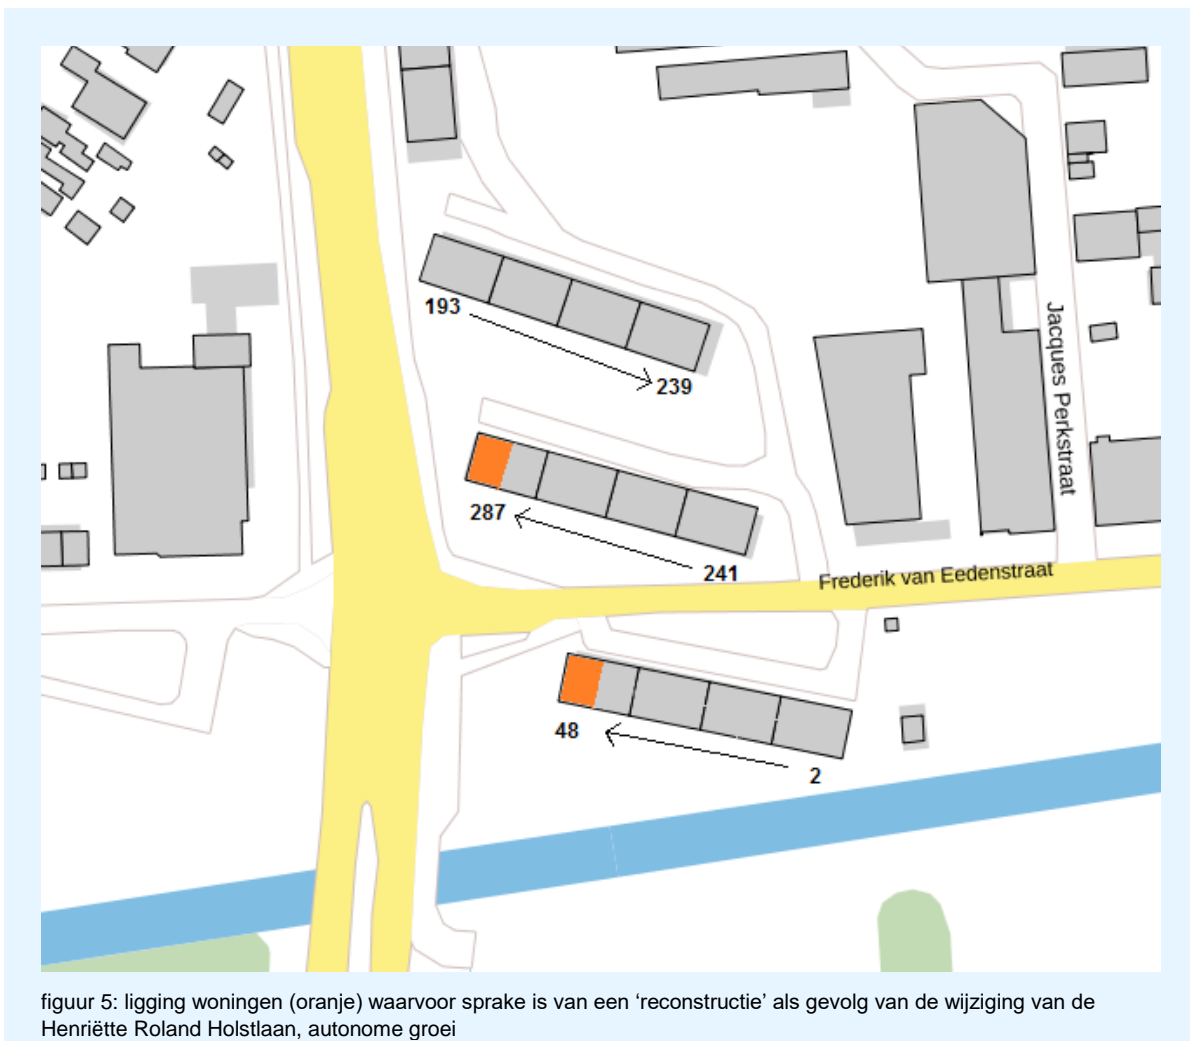 193
239
Jacques Perkstraat
287
241
Frederik van Eedenstraat
48
2
figuur 5: ligging woningen (oranje) waarvoor sprake is van een ‘reconstructie’ als gevolg van de wijziging van de
Henriëtte Roland Holstlaan, autonome groei